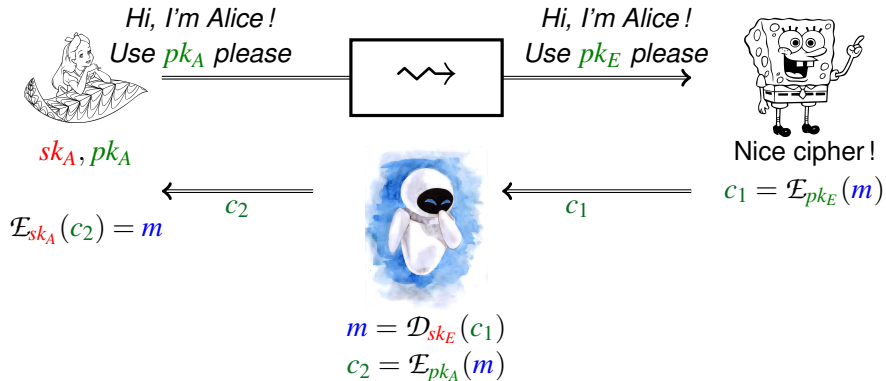 Hi, I'm Alice !
Use pk_A please
Hi, I'm Alice !
Use pk_E please
sk_A, pk_A
Nice cipher !
c_2
c_1
c_1 = ℰ_{pk_E}(m)
ℰ_{sk_A}(c_2) = m
m = 𝒟_{sk_E}(c_1)
c_2 = ℰ_{pk_A}(m)